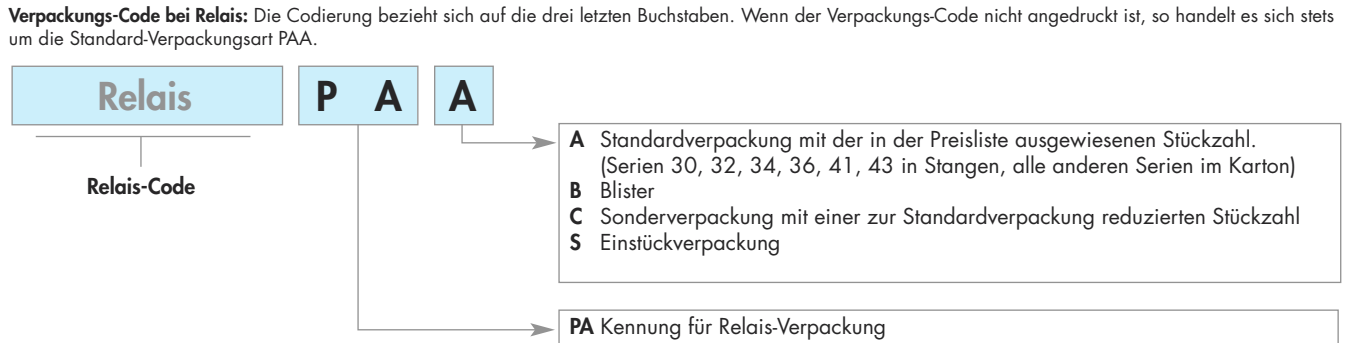 Verpackungs-Code bei Relais: Die Codierung bezieht sich auf die drei letzten Buchstaben. Wenn der Verpackungs-Code nicht angedruckt ist, so handelt es sich stets
um die Standard-Verpackungsart PAA.
Relais P A A
Relais-Code
A Standardverpackung mit der in der Preisliste ausgewiesenen Stückzahl.
(Serien 30, 32, 34, 36, 41, 43 in Stangen, alle anderen Serien im Karton)
B Blister
C Sonderverpackung mit einer zur Standardverpackung reduzierten Stückzahl
S Einstückverpackung
PA Kennung für Relais-Verpackung